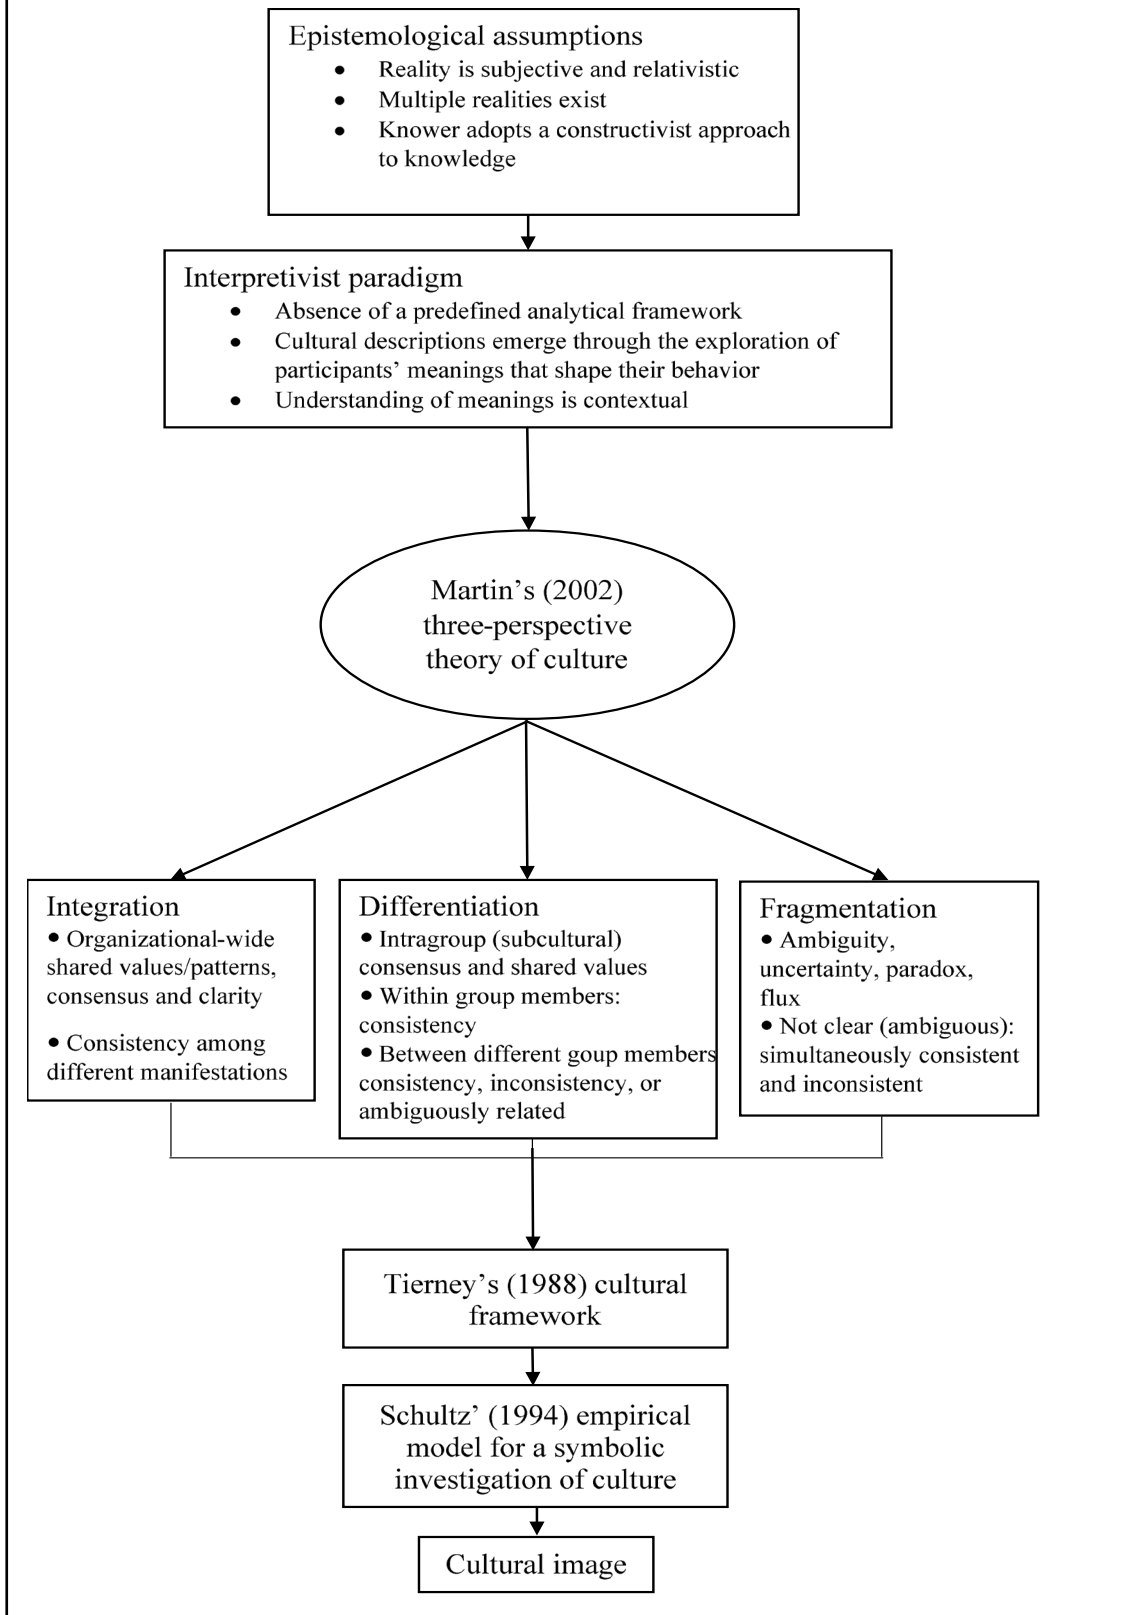 Epistemological assumptions
● Reality is subjective and relativistic
● Multiple realities exist
● Knower adopts a constructivist approach
to knowledge
Interpretivist paradigm
● Absence of a predefined analytical framework
● Cultural descriptions emerge through the exploration of
participants’ meanings that shape their behavior
● Understanding of meanings is contextual
Martin’s (2002)
three-perspective
theory of culture
Integration
● Organizational-wide
shared values/patterns,
consensus and clarity
● Consistency among
different manifestations
Differentiation
● Intragroup (subcultural)
consensus and shared values
● Within group members:
consistency
● Between different goup members
consistency, inconsistency, or
ambiguously related
Fragmentation
● Ambiguity,
uncertainty, paradox,
flux
● Not clear (ambiguous):
simultaneously consistent
and inconsistent
Tierney’s (1988) cultural
framework
Schultz’ (1994) empirical
model for a symbolic
investigation of culture
Cultural image